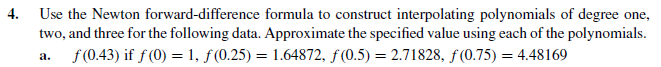 4. Use the Newton forward-difference formula to construct interpolating polynomials of degree one,
two, and three for the following data. Approximate the specified value using each of the polynomials.
a. f (0.43) if f (0) = 1, f (0.25) = 1.64872, f (0.5) = 2.71828, f (0.75) = 4.48169